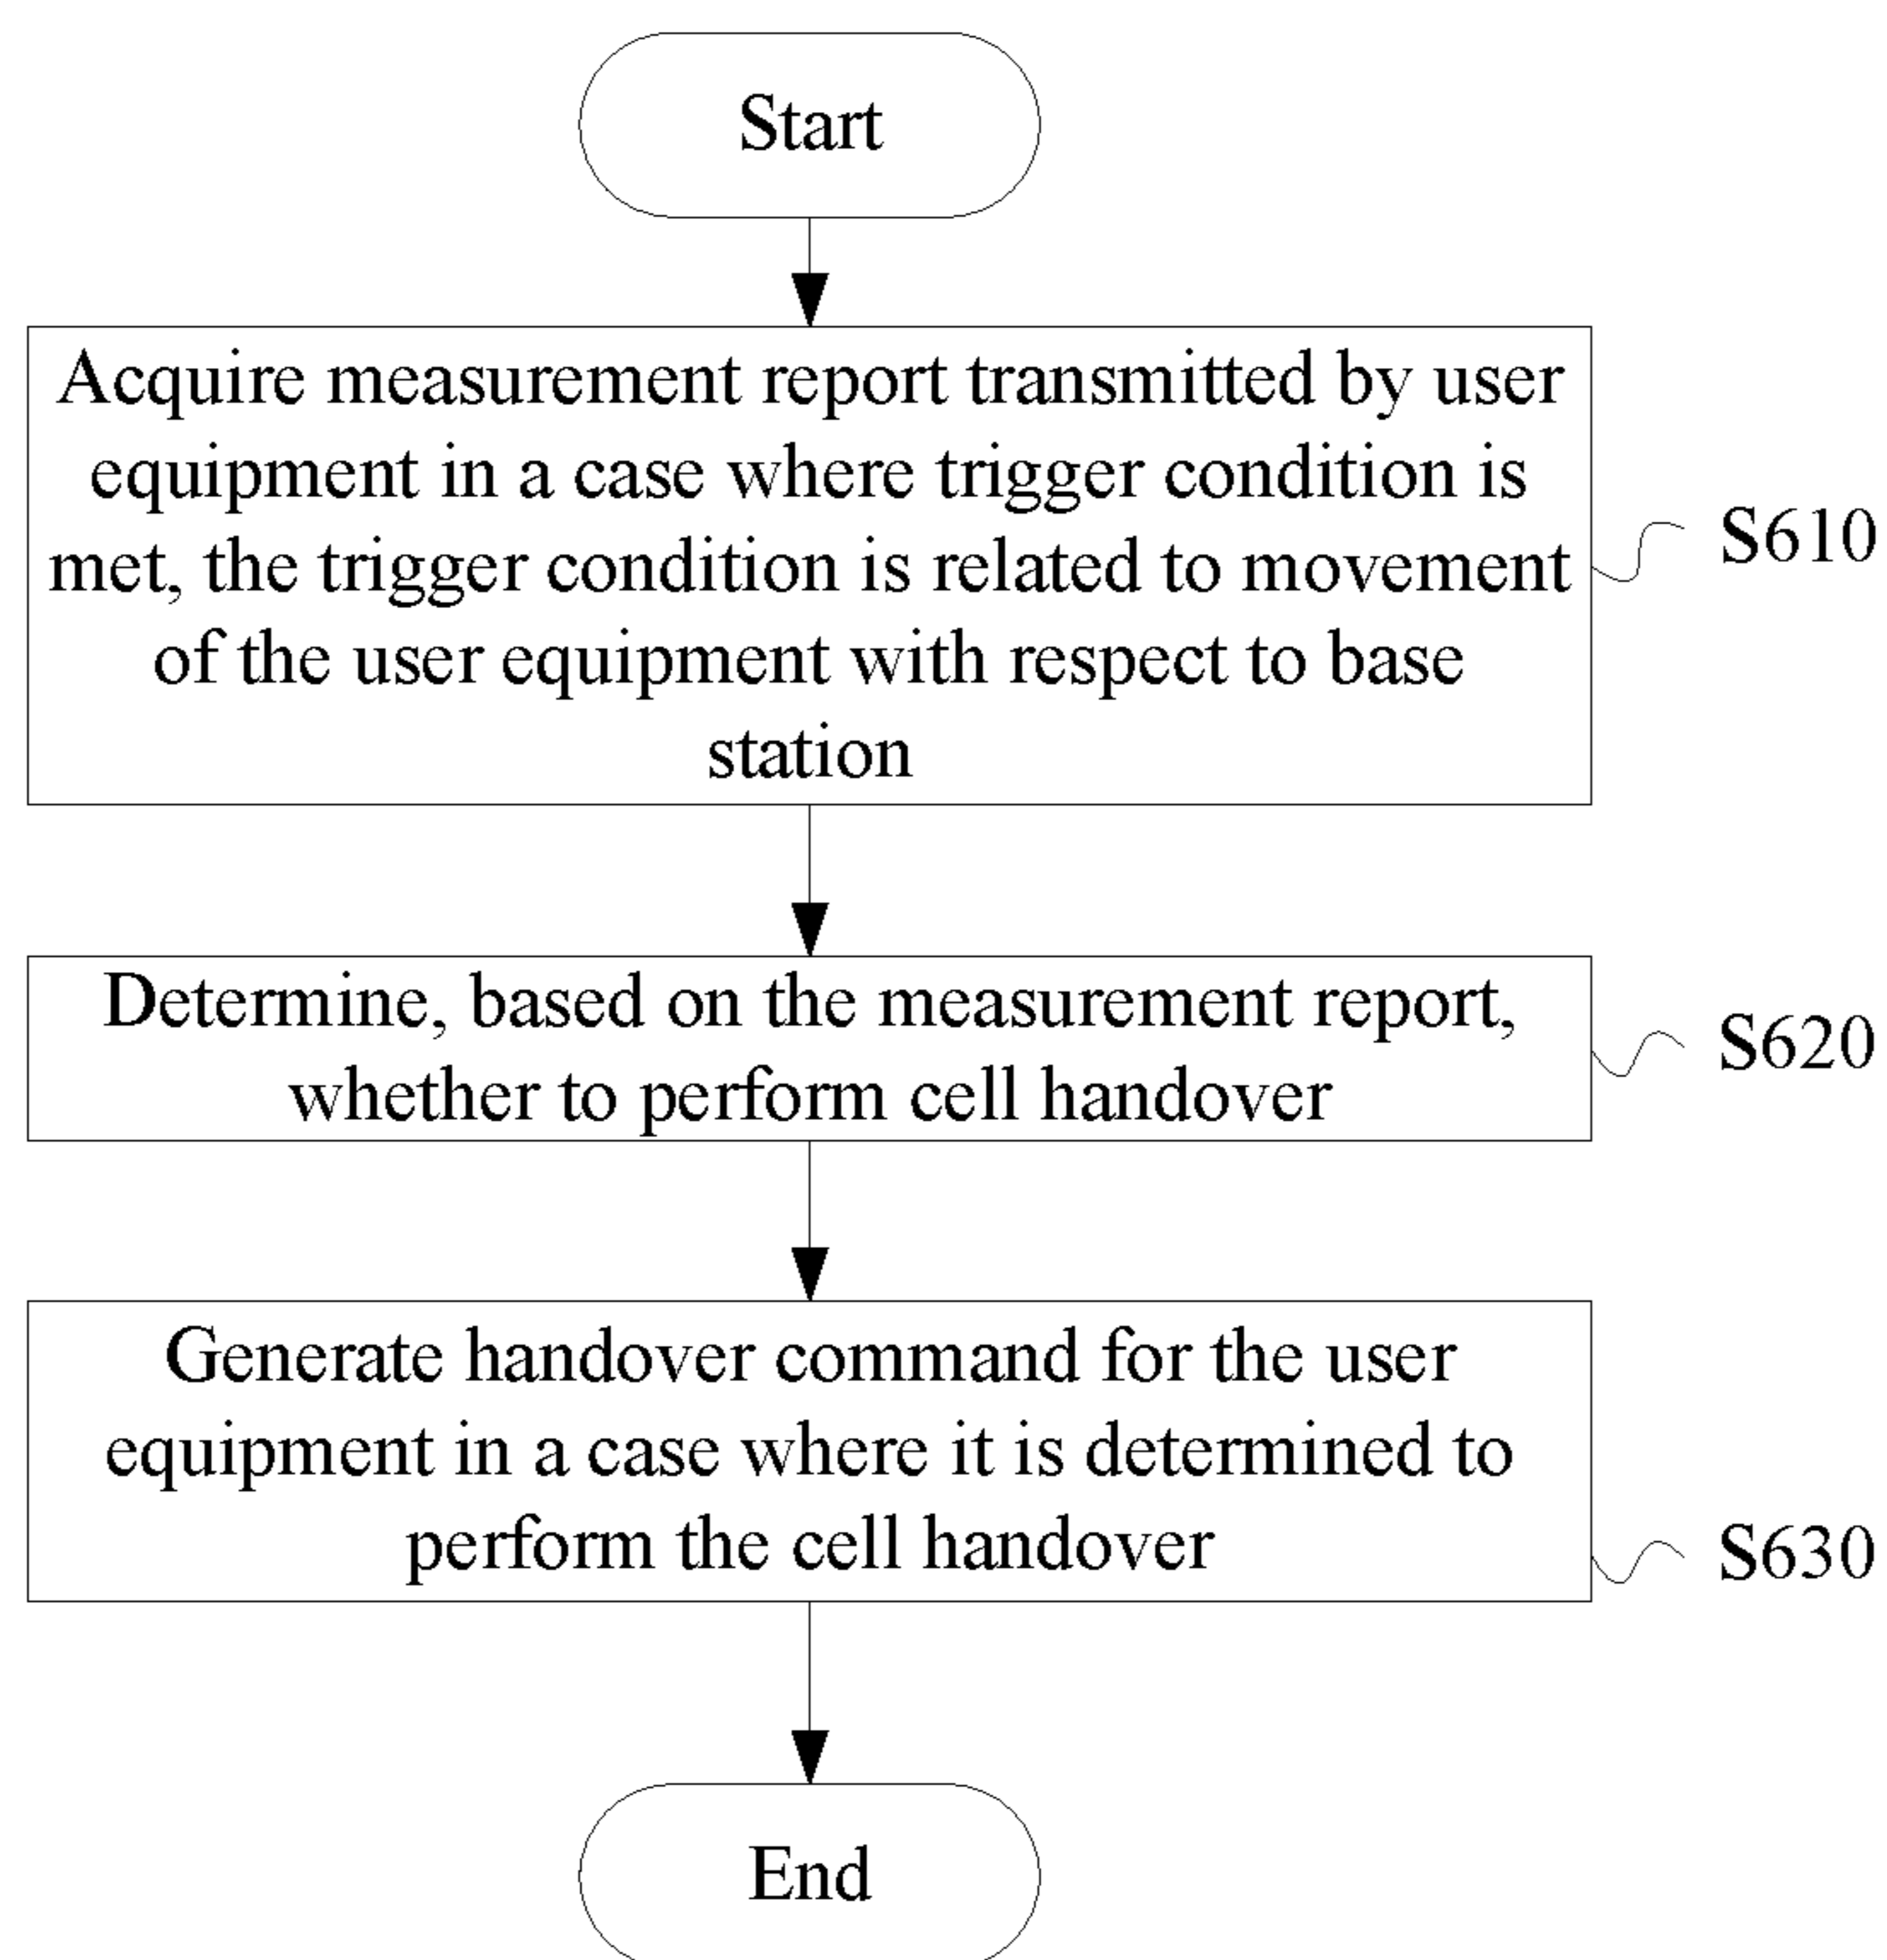 Start
Acquire measurement report transmitted by user
equipment in a case where trigger condition is
met, the trigger condition is related to movement
of the user equipment with respect to base
station
S610
Determine, based on the measurement report,
whether to perform cell handover
S620
Generate handover command for the user
equipment in a case where it is determined to
perform the cell handover
S630
End